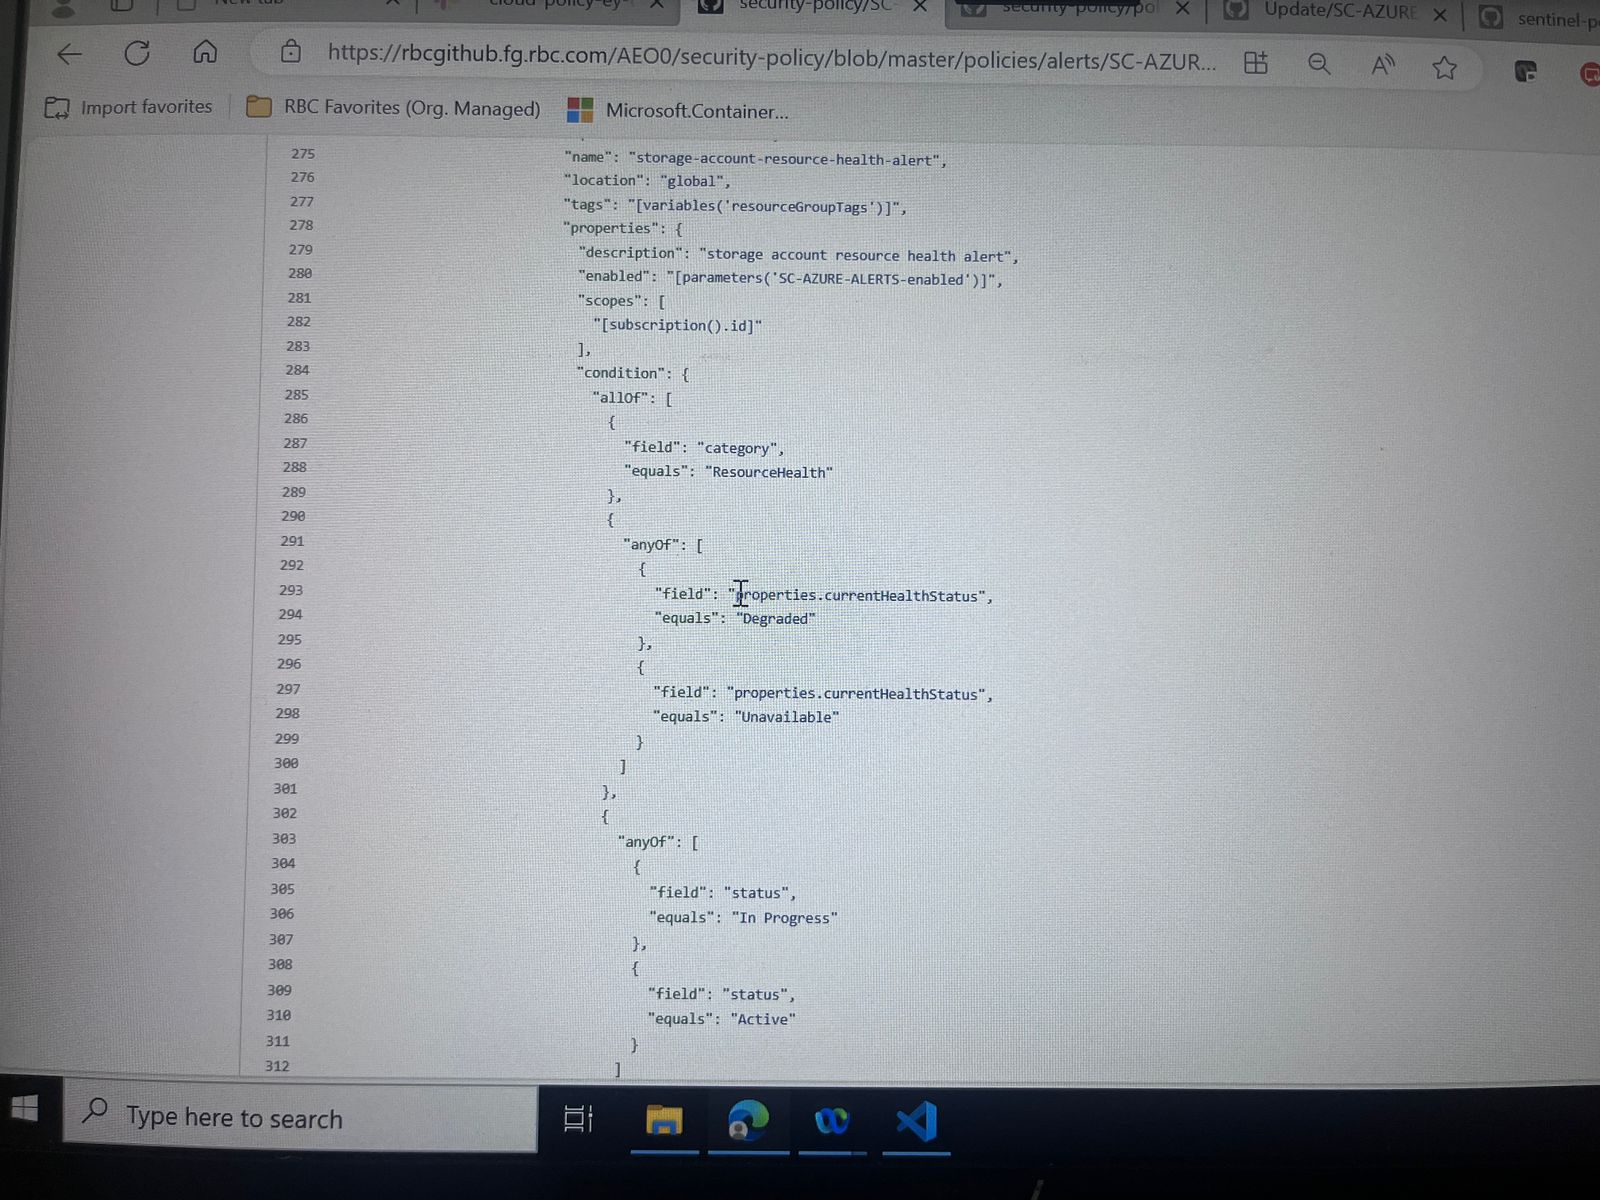 New tab
cloud-policy-ey-
security-policy/SC-
security-policy/pol
Update/SC-AZURE
sentinel-p
https://rbcgithub.fg.rbc.com/AEO0/security-policy/blob/master/policies/alerts/SC-AZUR...
Import favorites
RBC Favorites (Org. Managed)
Microsoft.Container...
275 "name": "storage-account-resource-health-alert",
276 "location": "global",
277 "tags": "[variables('resourceGroupTags')]",
278 "properties": {
279 "description": "storage account resource health alert",
280 "enabled": "[parameters('SC-AZURE-ALERTS-enabled')]",
281 "scopes": [
282 "[subscription().id]"
283 ],
284 "condition": {
285 "allOf": [
286 {
287 "field": "category",
288 "equals": "ResourceHealth"
289 },
290 {
291 "anyOf": [
292 {
293 "field": "properties.currentHealthStatus",
294 "equals": "Degraded"
295 },
296 {
297 "field": "properties.currentHealthStatus",
298 "equals": "Unavailable"
299 }
300 ]
301 },
302 {
303 "anyOf": [
304 {
305 "field": "status",
306 "equals": "In Progress"
307 },
308 {
309 "field": "status",
310 "equals": "Active"
311 }
312 ]
Type here to search